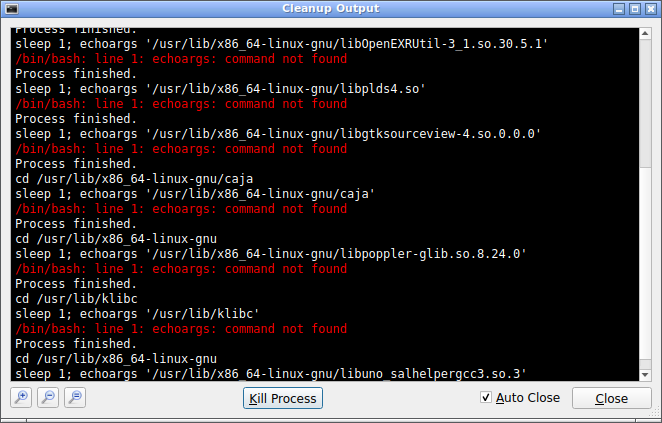 Cleanup Output
Process finished.
sleep 1; echoargs '/usr/lib/x86_64-linux-gnu/libOpenEXRUtil-3_1.so.30.5.1'
/bin/bash: line 1: echoargs: command not found
Process finished.
sleep 1; echoargs '/usr/lib/x86_64-linux-gnu/libplds4.so'
/bin/bash: line 1: echoargs: command not found
Process finished.
sleep 1; echoargs '/usr/lib/x86_64-linux-gnu/libgtksourceview-4.so.0.0.0'
/bin/bash: line 1: echoargs: command not found
Process finished.
cd /usr/lib/x86_64-linux-gnu/caja
sleep 1; echoargs '/usr/lib/x86_64-linux-gnu/caja'
/bin/bash: line 1: echoargs: command not found
Process finished.
cd /usr/lib/x86_64-linux-gnu
sleep 1; echoargs '/usr/lib/x86_64-linux-gnu/libpoppler-glib.so.8.24.0'
/bin/bash: line 1: echoargs: command not found
Process finished.
cd /usr/lib/klibc
sleep 1; echoargs '/usr/lib/klibc'
/bin/bash: line 1: echoargs: command not found
Process finished.
cd /usr/lib/x86_64-linux-gnu
sleep 1; echoargs '/usr/lib/x86_64-linux-gnu/libuno_salhelpergcc3.so.3'
Kill Process
Auto Close
Close